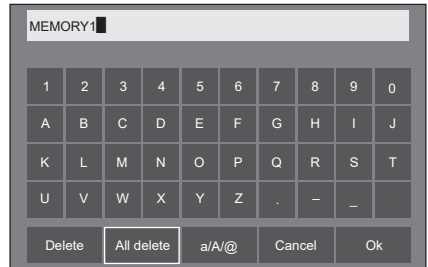 MEMORY1
1 2 3 4 5 6 7 8 9 0
A B C D E F G H I J
K L M N O P Q R S T
U V W X Y Z . – _
Delete All delete a/A/@ Cancel Ok